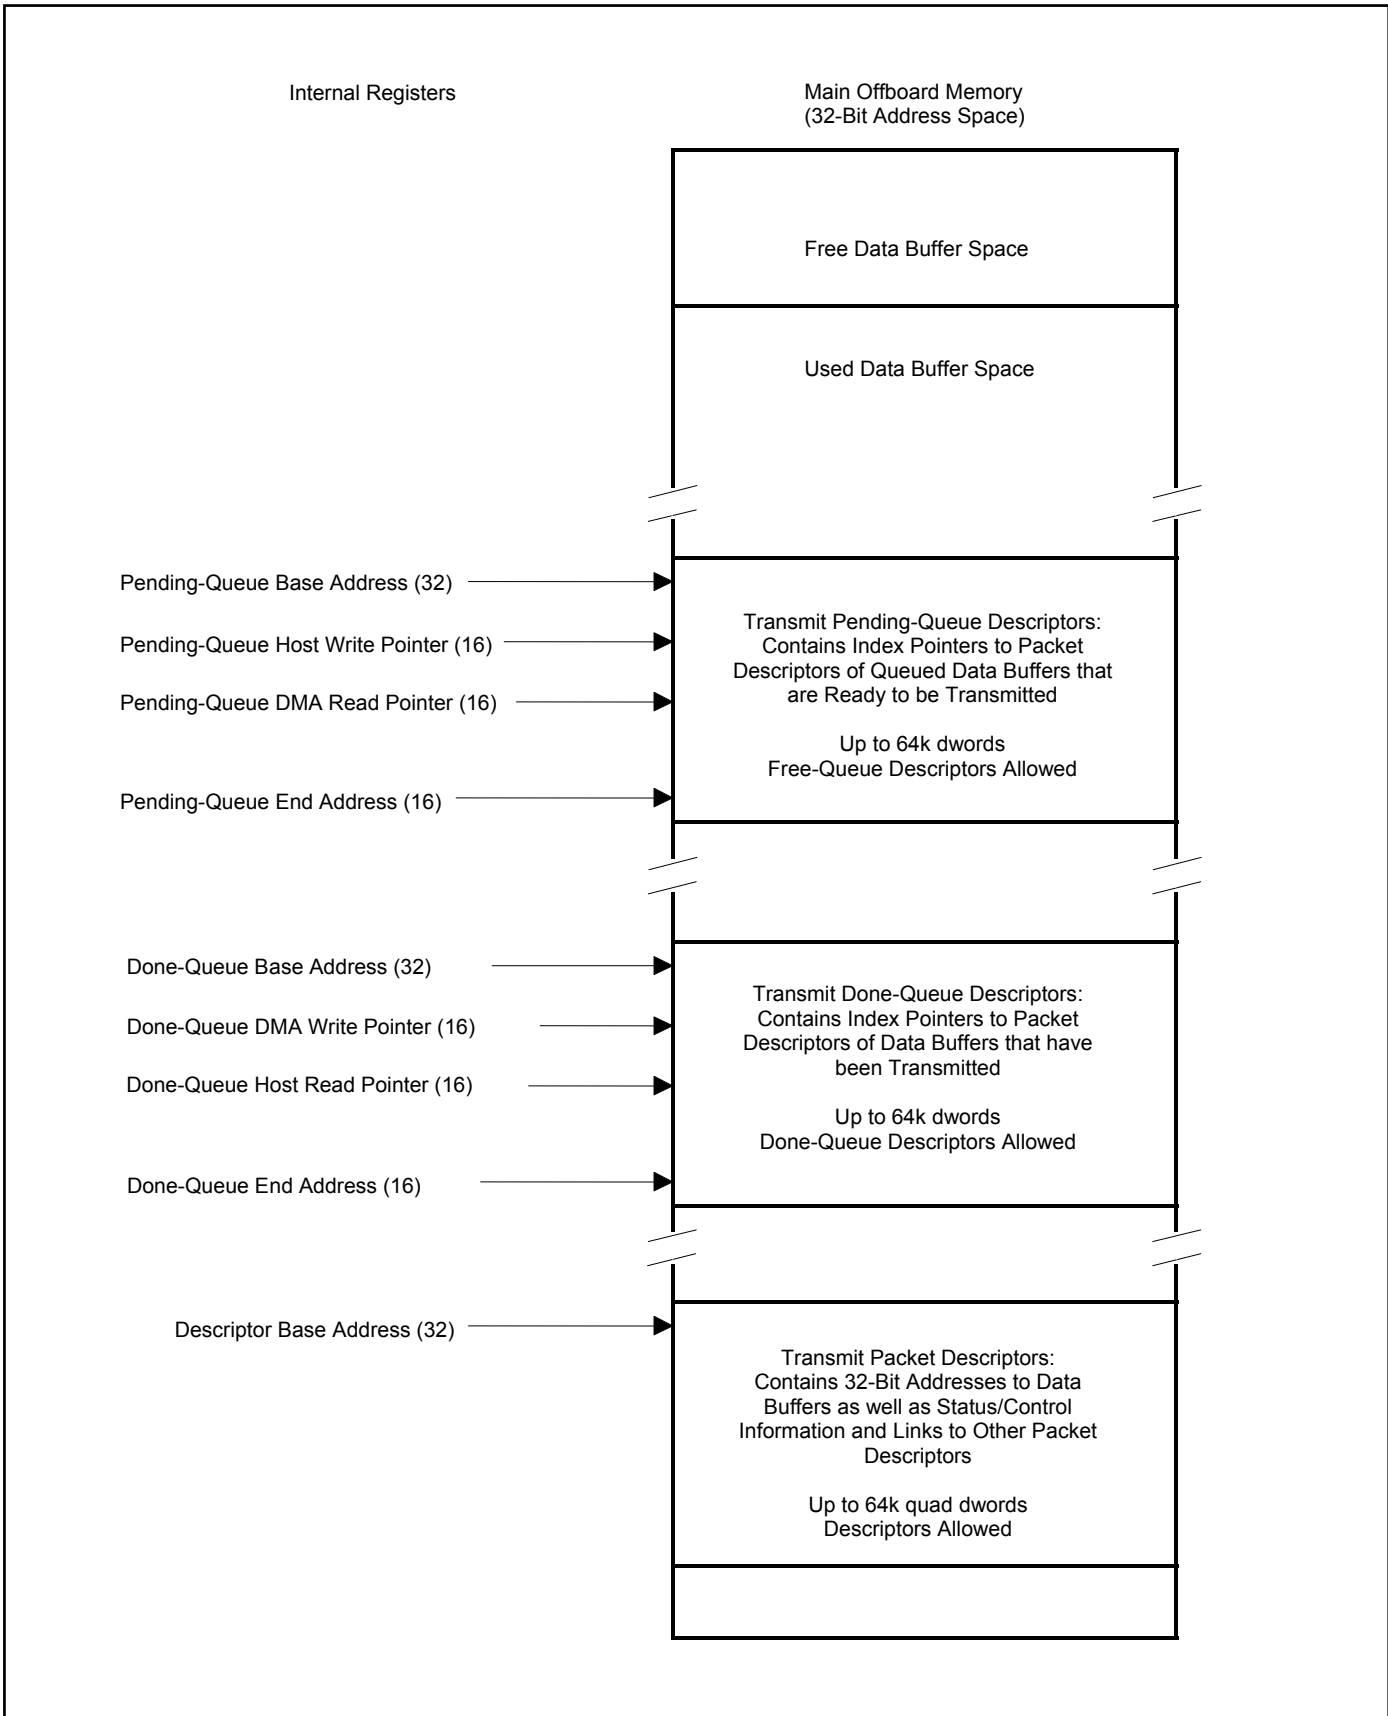 Internal Registers
Main Offboard Memory
(32-Bit Address Space)
Free Data Buffer Space
Used Data Buffer Space
Pending-Queue Base Address (32)
Pending-Queue Host Write Pointer (16)
Pending-Queue DMA Read Pointer (16)
Pending-Queue End Address (16)
Transmit Pending-Queue Descriptors:
Contains Index Pointers to Packet
Descriptors of Queued Data Buffers that
are Ready to be Transmitted
Up to 64k dwords
Free-Queue Descriptors Allowed
Done-Queue Base Address (32)
Done-Queue DMA Write Pointer (16)
Done-Queue Host Read Pointer (16)
Done-Queue End Address (16)
Transmit Done-Queue Descriptors:
Contains Index Pointers to Packet
Descriptors of Data Buffers that have
been Transmitted
Up to 64k dwords
Done-Queue Descriptors Allowed
Descriptor Base Address (32)
Transmit Packet Descriptors:
Contains 32-Bit Addresses to Data
Buffers as well as Status/Control
Information and Links to Other Packet
Descriptors
Up to 64k quad dwords
Descriptors Allowed